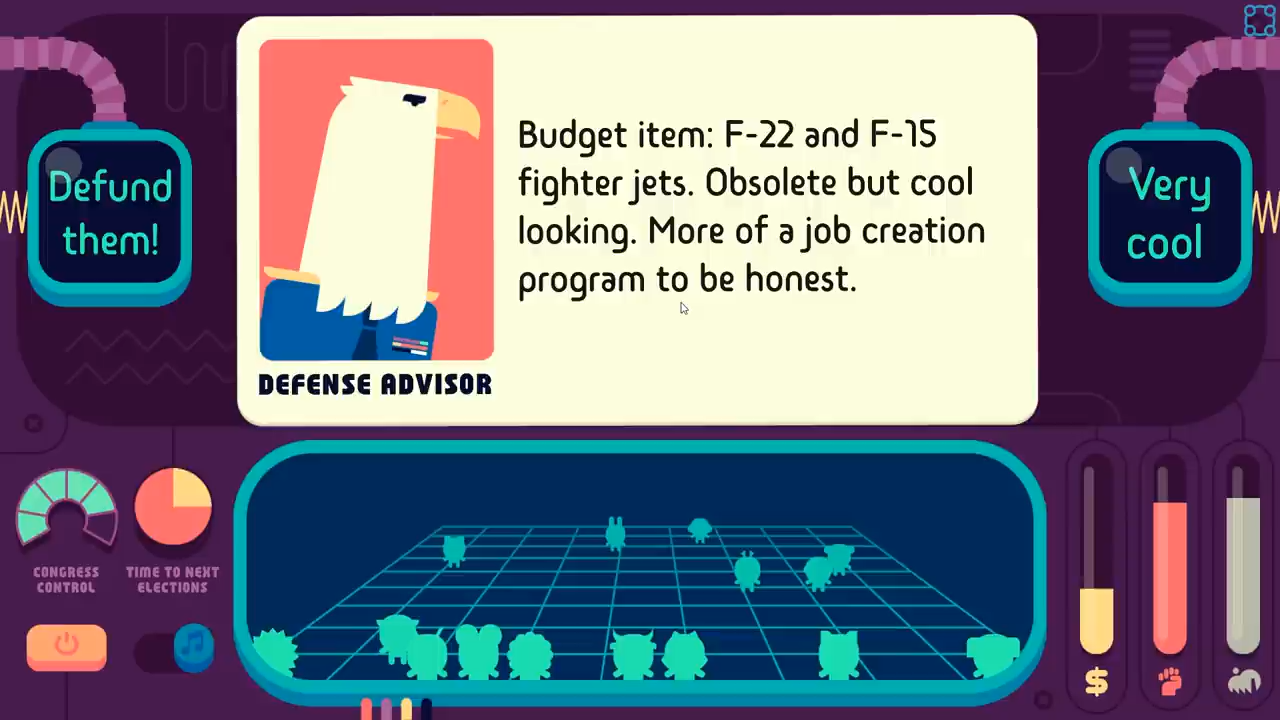 Budget item: F-22 and F-15
fighter jets. Obsolete but cool
looking. More of a job creation
program to be honest.
DEFENSE ADVISOR
Defund
them!
Very
cool
CONGRESS
CONTROL
TIME TO NEXT
ELECTIONS
$